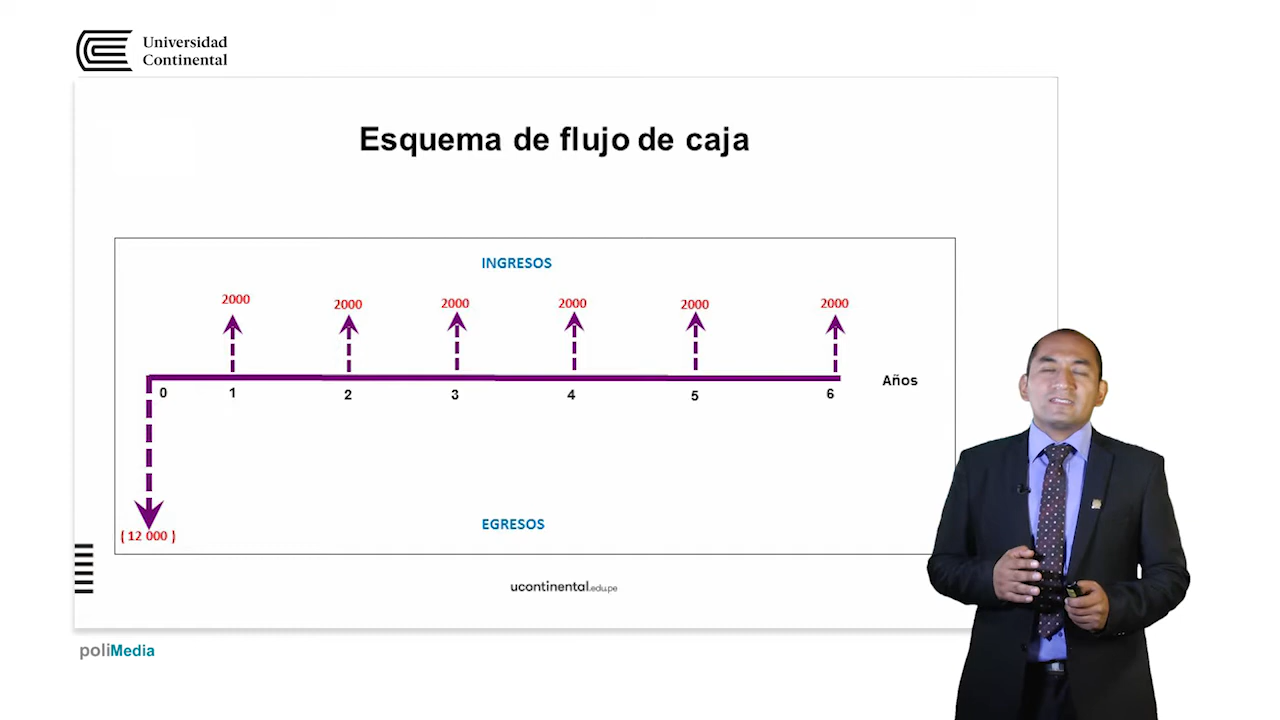 Universidad
Continental
Esquema de flujo de caja
INGRESOS
2000 2000 2000 2000 2000 2000
0 1 2 3 4 5 6 Años
( 12 000 )
EGRESOS
ucontinental.edu.pe
poliMedia